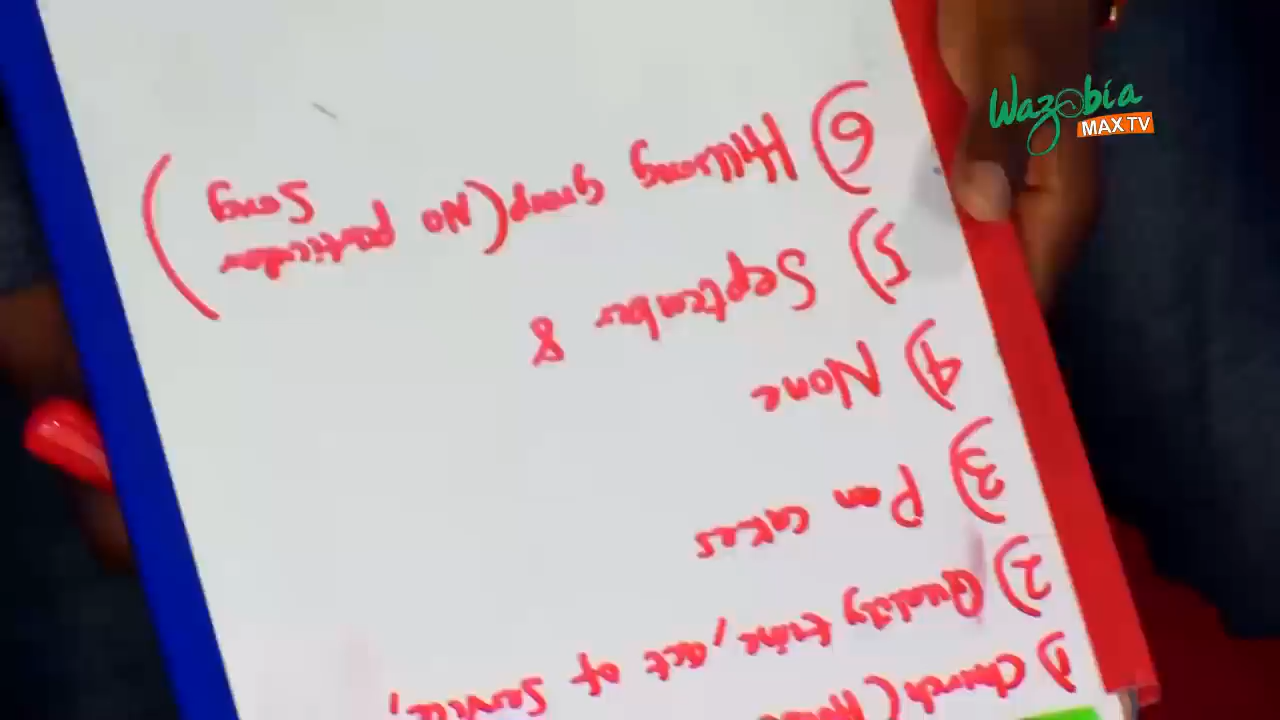 Wazobia
MAX TV
1) Church (
2) Quality time, act of service,
3) Pan cakes
4) None
5) September 8
6) Hillsong group (No particular
Song)